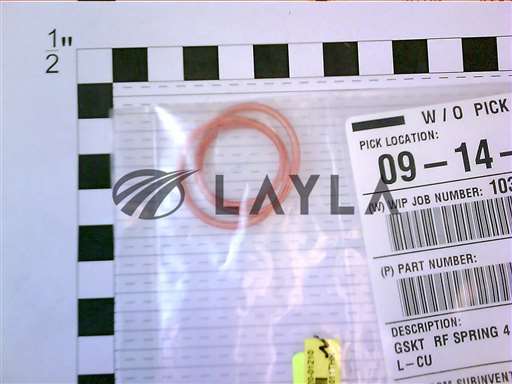 1/2"
W/O PICK
PICK LOCATION:
09-14-
(W) WIP JOB NUMBER: 103
(P) PART NUMBER:
DESCRIPTION:
GSKT RF SPRING 4
L-CU
LAYLA